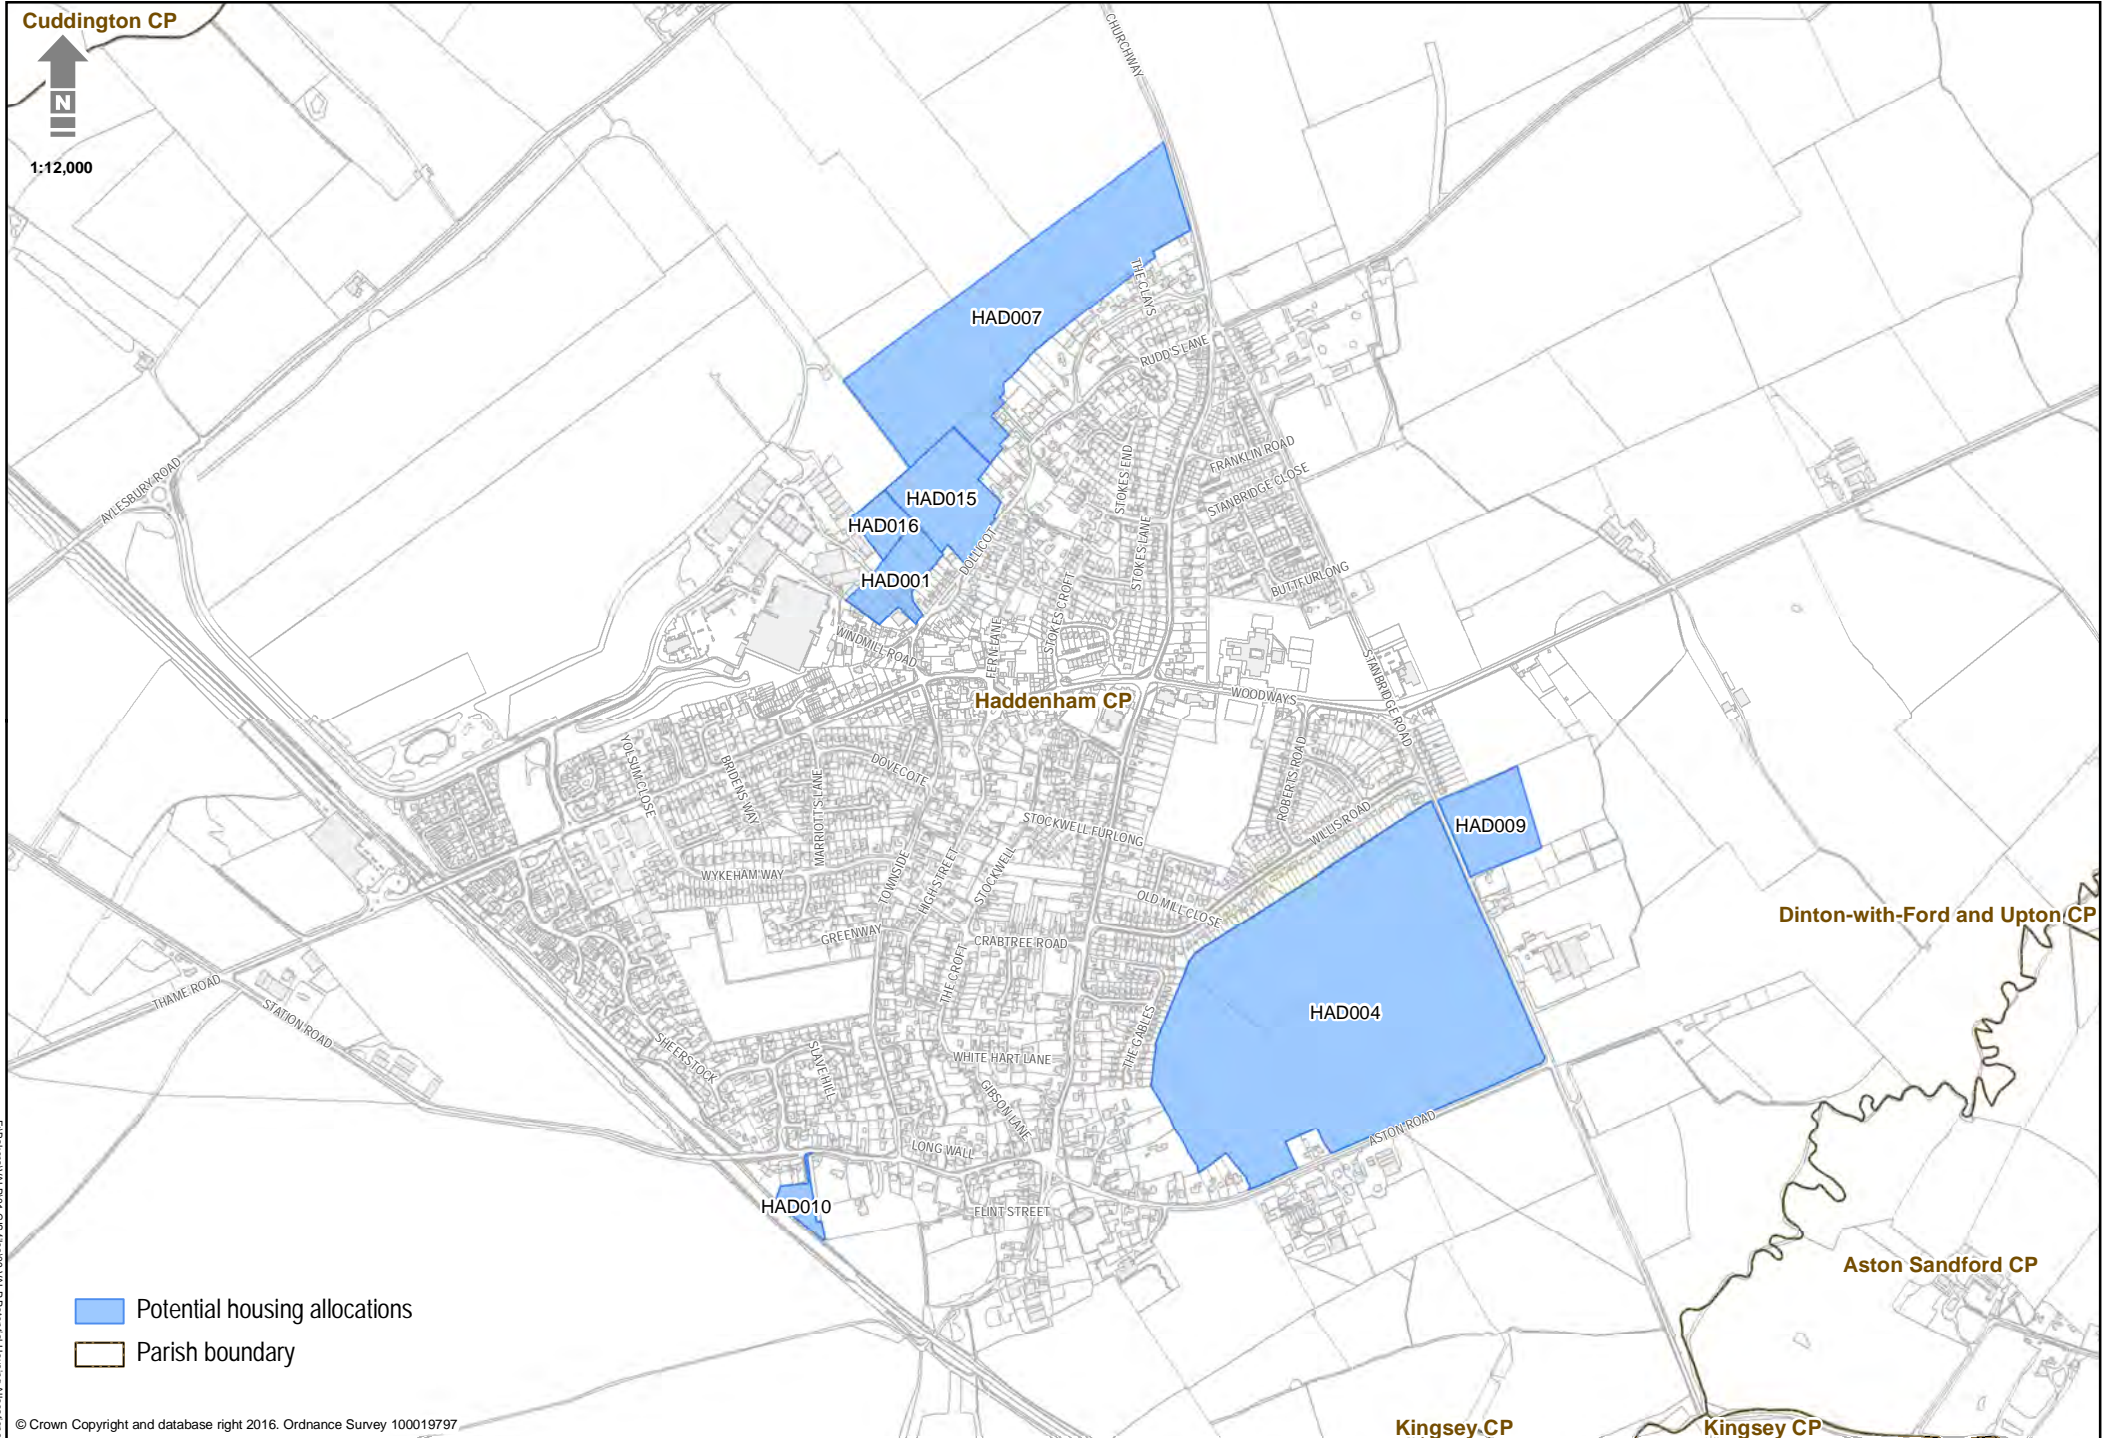 Cuddington CP
N
1:12,000
CHURCHWAY
THE CLAYS
HAD007
RUDD'S LANE
AYLESBURY ROAD
STOKES END
FRANKLIN ROAD
STANBRIDGE CLOSE
HAD015
HAD016
DOLLICOT
STOKES LANE
HAD001
BUTTFURLONG
STOKES CROFT
WINDMILL ROAD
FERN LANE
STANBRIDGE ROAD
Haddenham CP
WOODWAYS
YOLSUM CLOSE
BRIDENS WAY
DOVECOTE
MARRIOTT'S LANE
ROBERTS ROAD
WILLIS ROAD
HAD009
STOCKWELL FURLONG
WYKEHAM WAY
TOWNSIDE
HIGH STREET
STOCKWELL
OLD MILL CLOSE
Dinton-with-Ford and Upton CP
GREENWAY
CRABTREE ROAD
THE CROFT
THAME ROAD
STATION ROAD
HAD004
SHEERSTOCK
SLAVE HILL
WHITE HART LANE
THE GABLES
GIBSON LANE
LONG WALL
ASTON ROAD
HAD010
FLINT STREET
Aston Sandford CP
Potential housing allocations
Parish boundary
© Crown Copyright and database right 2016. Ordnance Survey 100019797
Kingsey CP
Kingsey CP